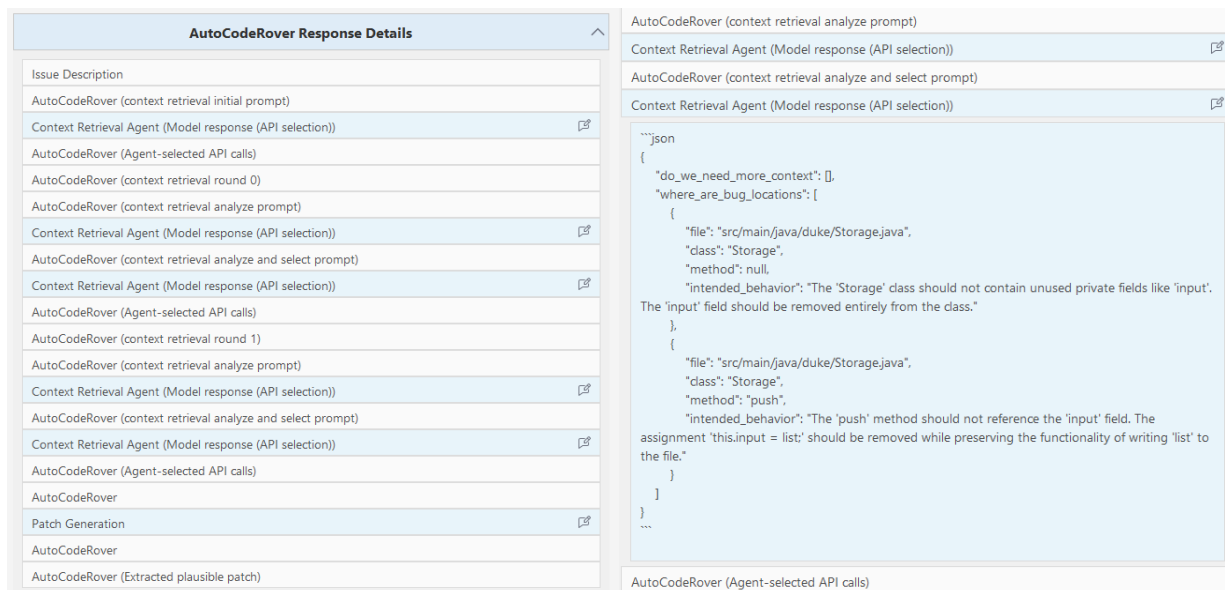 AutoCodeRover Response Details
Issue Description
AutoCodeRover (context retrieval initial prompt)
Context Retrieval Agent (Model response (API selection))
AutoCodeRover (Agent-selected API calls)
AutoCodeRover (context retrieval round 0)
AutoCodeRover (context retrieval analyze prompt)
Context Retrieval Agent (Model response (API selection))
AutoCodeRover (context retrieval analyze and select prompt)
Context Retrieval Agent (Model response (API selection))
AutoCodeRover (Agent-selected API calls)
AutoCodeRover (context retrieval round 1)
AutoCodeRover (context retrieval analyze prompt)
Context Retrieval Agent (Model response (API selection))
AutoCodeRover (context retrieval analyze and select prompt)
Context Retrieval Agent (Model response (API selection))
AutoCodeRover (Agent-selected API calls)
AutoCodeRover
Patch Generation
AutoCodeRover
AutoCodeRover (Extracted plausible patch)
AutoCodeRover (context retrieval analyze prompt)
Context Retrieval Agent (Model response (API selection))
AutoCodeRover (context retrieval analyze and select prompt)
Context Retrieval Agent (Model response (API selection))
```json
{
"do_we_need_more_context": [],
"where_are_bug_locations": [
{
"file": "src/main/java/duke/Storage.java",
"class": "Storage",
"method": null,
"intended_behavior": "The 'Storage' class should not contain unused private fields like 'input'.
The 'input' field should be removed entirely from the class."
},
{
"file": "src/main/java/duke/Storage.java",
"class": "Storage",
"method": "push",
"intended_behavior": "The 'push' method should not reference the 'input' field. The
assignment 'this.input = list;' should be removed while preserving the functionality of writing 'list' to
the file."
}
]
}
```
AutoCodeRover (Agent-selected API calls)